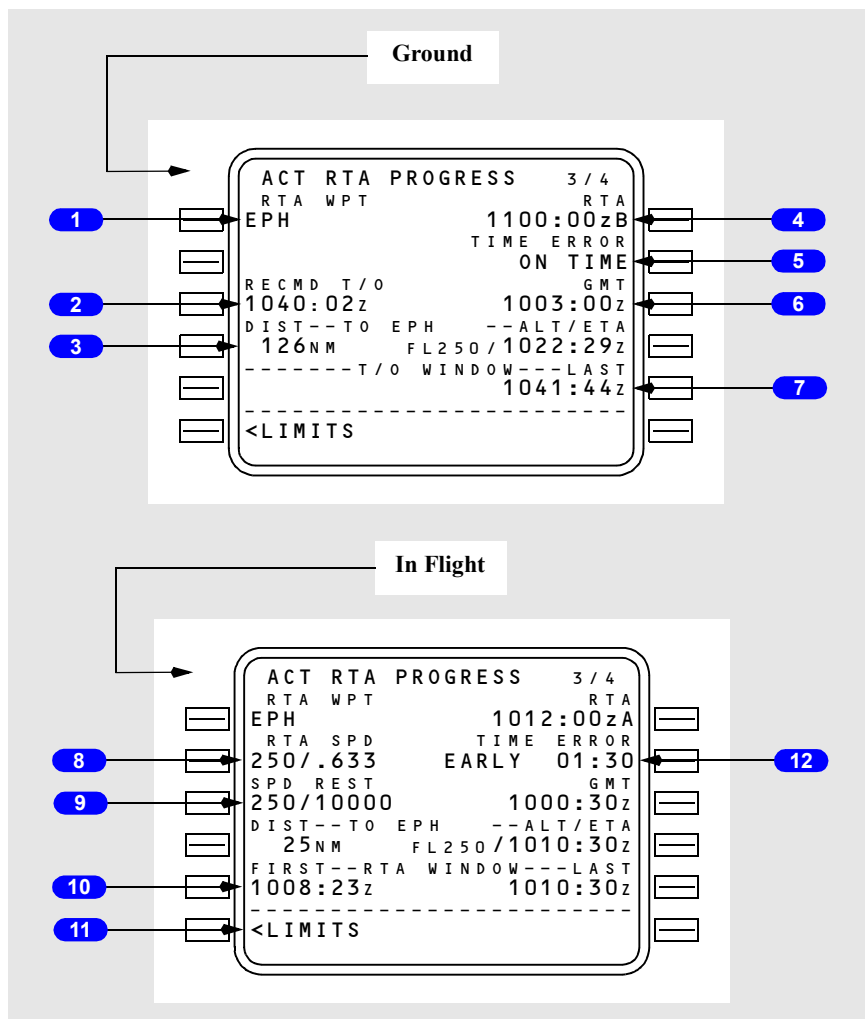 Ground
ACT RTA PROGRESS 3/4
RTA WPT RTA
1 EPH 1100:00zB 4
TIME ERROR
ON TIME 5
RECMD T/O GMT
2 1040:02z 1003:00z 6
DIST--TO EPH --ALT/ETA
3 126NM FL250/1022:29z
-------T/O WINDOW---LAST
1041:44z 7
--------------------------
<LIMITS
In Flight
ACT RTA PROGRESS 3/4
RTA WPT RTA
EPH 1012:00zA
RTA SPD TIME ERROR
8 250/.633 EARLY 01:30 12
SPD REST GMT
9 250/10000 1000:30z
DIST--TO EPH --ALT/ETA
25NM FL250/1010:30z
FIRST--RTA WINDOW---LAST
10 1008:23z 1010:30z
--------------------------
11 <LIMITS